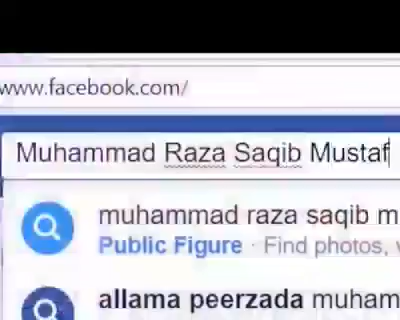 www.facebook.com/
Muhammad Raza Saqib Mustaf
muhammad raza saqib m
Public Figure · Find photos, v
allama peerzada muham